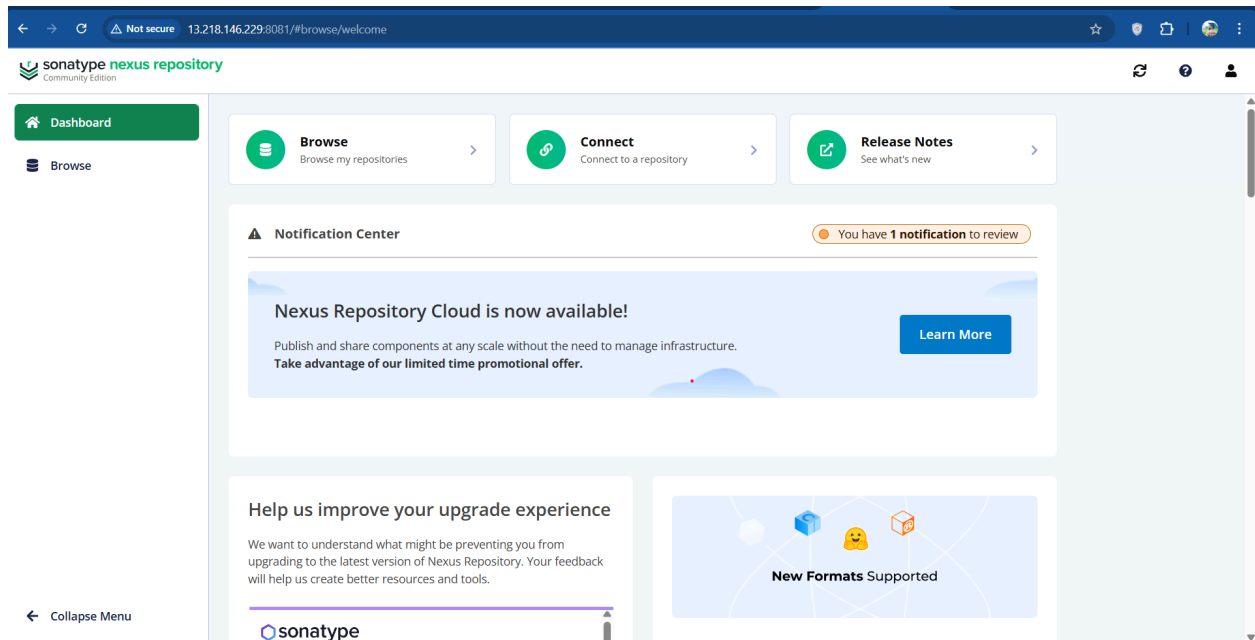 Not secure 13.218.146.229:8081/#browse/welcome
sonatype nexus repository
Community Edition
Dashboard
Browse
Browse
Browse my repositories
Connect
Connect to a repository
Release Notes
See what's new
Notification Center
You have 1 notification to review
Nexus Repository Cloud is now available!
Publish and share components at any scale without the need to manage infrastructure.
Take advantage of our limited time promotional offer.
Learn More
Help us improve your upgrade experience
We want to understand what might be preventing you from
upgrading to the latest version of Nexus Repository. Your feedback
will help us create better resources and tools.
sonatype
New Formats Supported
Collapse Menu